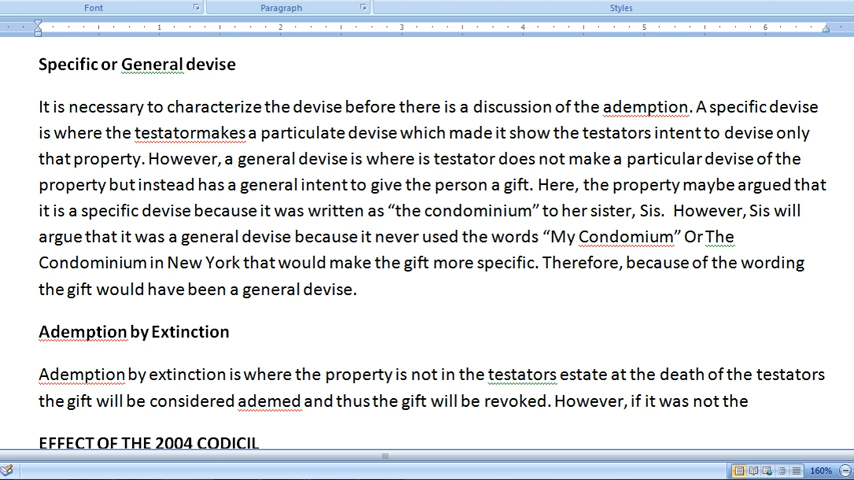 Font Paragraph Styles
1 2 3 4 5 6
Specific or General devise
It is necessary to characterize the devise before there is a discussion of the ademption. A specific devise
is where the testatormakes a particulate devise which made it show the testators intent to devise only
that property. However, a general devise is where is testator does not make a particular devise of the
property but instead has a general intent to give the person a gift. Here, the property maybe argued that
it is a specific devise because it was written as “the condominium” to her sister, Sis.  However, Sis will
argue that it was a general devise because it never used the words “My Condomium” Or The
Condominium in New York that would make the gift more specific. Therefore, because of the wording
the gift would have been a general devise.
Ademption by Extinction
Ademption by extinction is where the property is not in the testators estate at the death of the testators
the gift will be considered ademed and thus the gift will be revoked. However, if it was not the
EFFECT OF THE 2004 CODICIL
160%